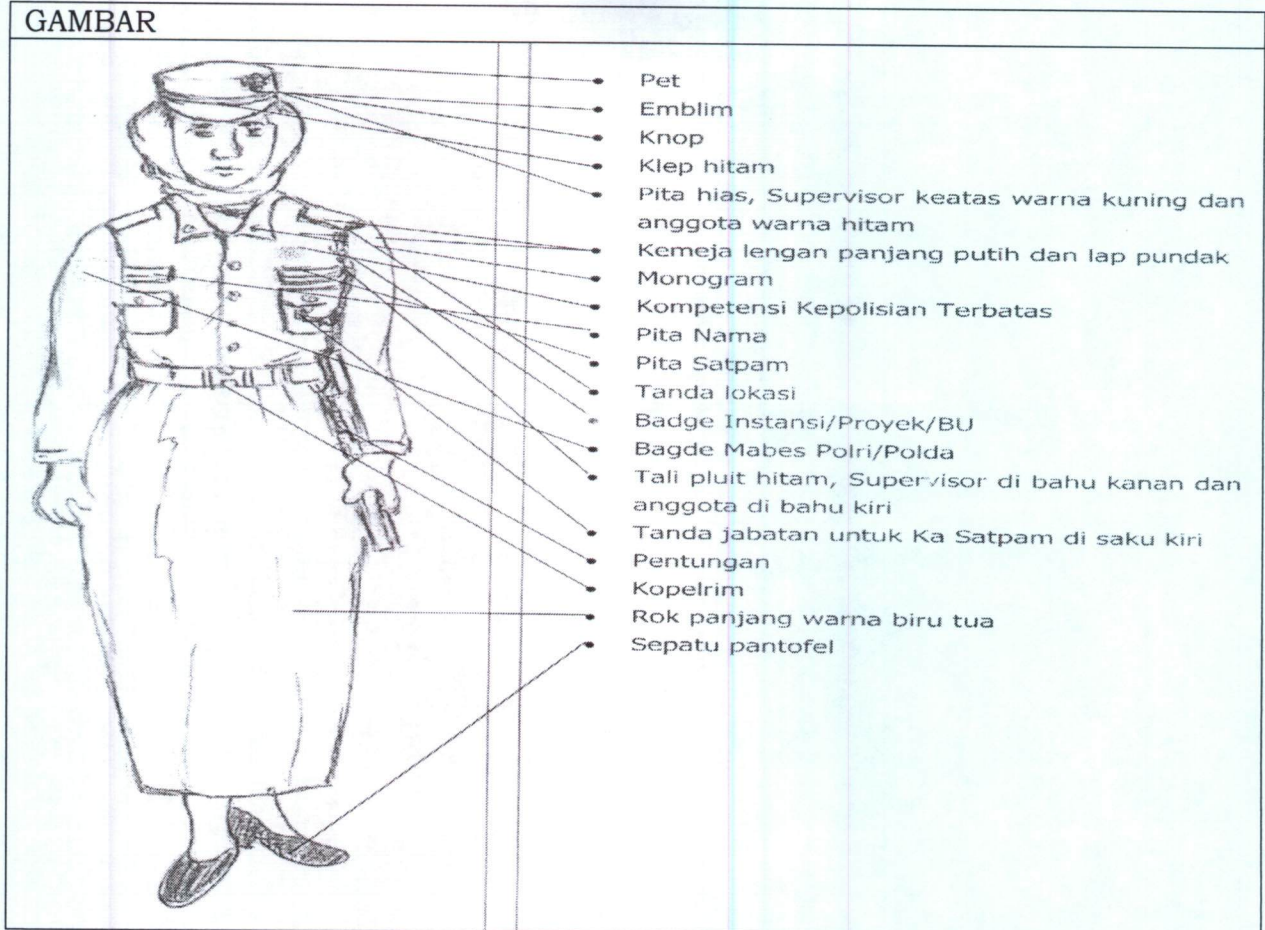 GAMBAR
Pet
Emblim
Knop
Klep hitam
Pita hias, Supervisor keatas warna kuning dan
anggota warna hitam
Kemeja lengan panjang putih dan lap pundak
Monogram
Kompetensi Kepolisian Terbatas
Pita Nama
Pita Satpam
Tanda lokasi
Badge Instansi/Proyek/BU
Bagde Mabes Polri/Polda
Tali pluit hitam, Supervisor di bahu kanan dan
anggota di bahu kiri
Tanda jabatan untuk Ka Satpam di saku kiri
Pentungan
Kopelrim
Rok panjang warna biru tua
Sepatu pantofel